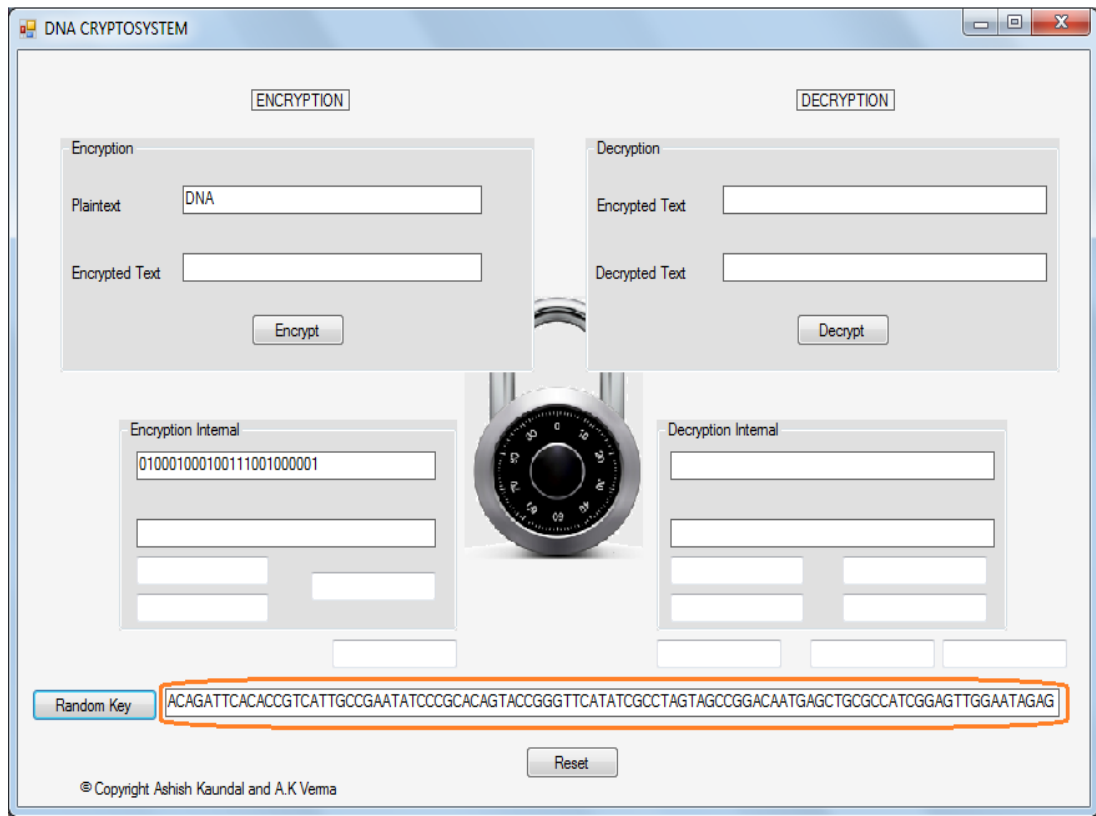 DNA CRYPTOSYSTEM
ENCRYPTION
DECRYPTION
Encryption
Plaintext
DNA
Encrypted Text
Encrypt
Decryption
Encrypted Text
Decrypted Text
Decrypt
Encryption Internal
010001000100111001000001
Decryption Internal
Random Key
ACAGATTCACACCGTCATTGCCGAATATCCCGCACAGTACCGGGTTCATATCGCCTAGTAGCCGGACAATGAGCTGCGCCATCGGAGTTGGAATAGAG
Reset
© Copyright Ashish Kaundal and A.K Verma